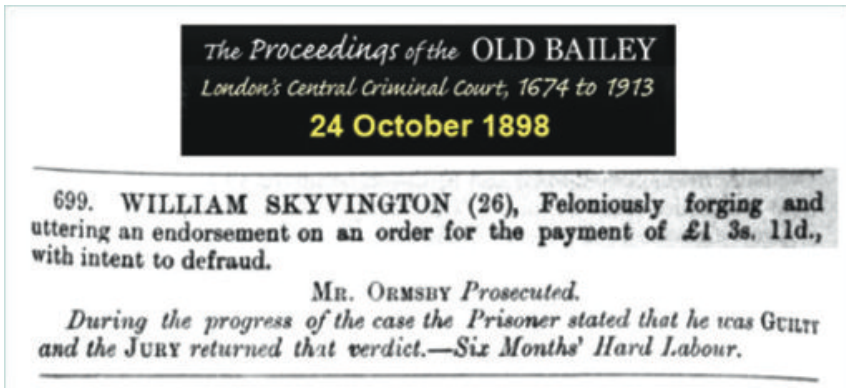 The Proceedings of the OLD BAILEY
London's Central Criminal Court, 1674 to 1913
24 October 1898
699. WILLIAM SKYVINGTON (26), Feloniously forging and
uttering an endorsement on an order for the payment of £1 3s. 11d.,
with intent to defraud.
MR. ORMSBY Prosecuted.
During the progress of the case the Prisoner stated that he was GUILTY
and the JURY returned that verdict.—Six Months' Hard Labour.